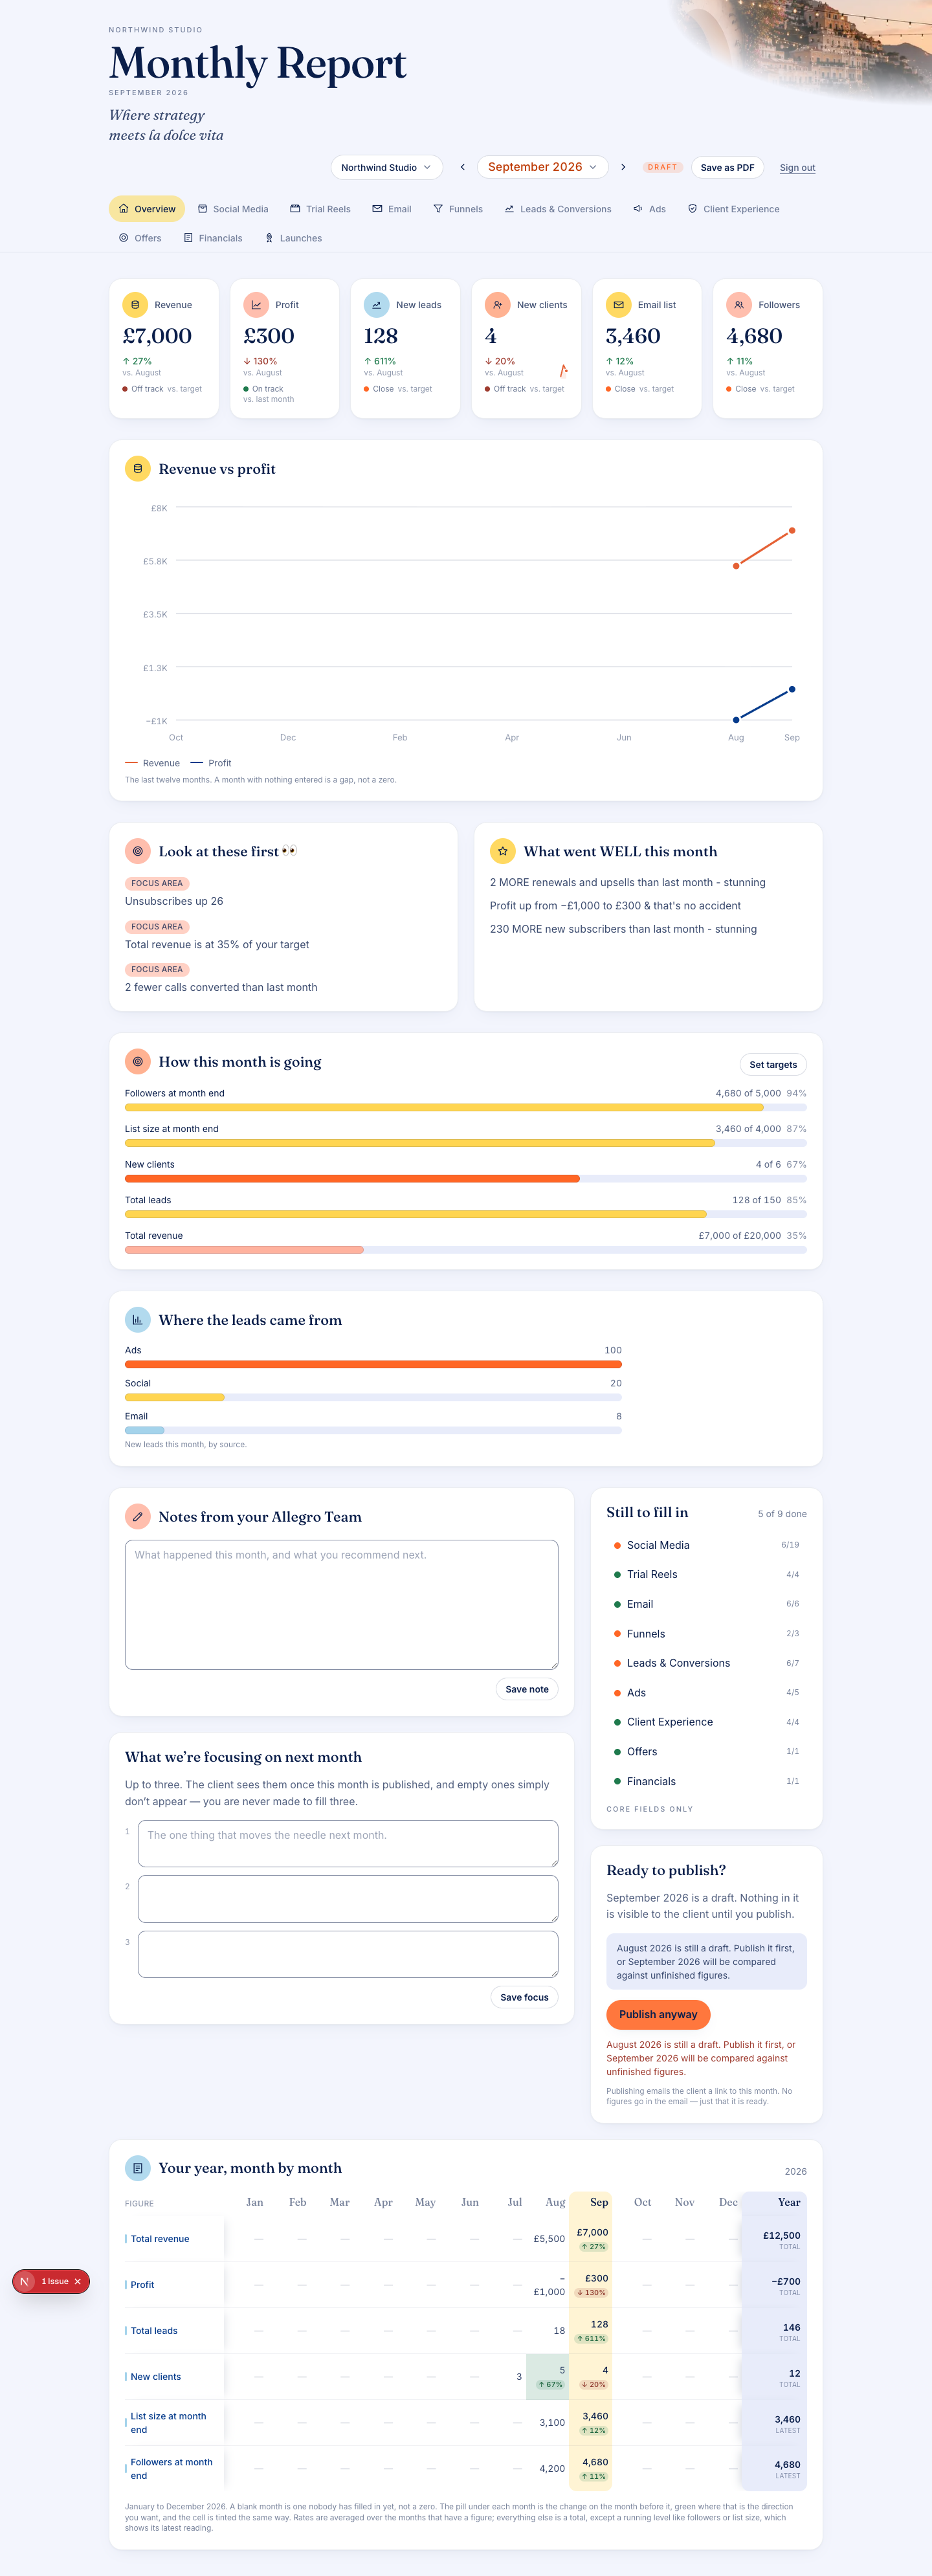 NORTHWIND STUDIO
Monthly Report
SEPTEMBER 2026
Where strategy
meets la dolce vita
Northwind Studio
September 2026
DRAFT
Save as PDF
Sign out
Overview
Social Media
Trial Reels
Email
Funnels
Leads & Conversions
Ads
Client Experience
Offers
Financials
Launches
Revenue
£7,000
↑ 27%
vs. August
Off track vs. target
Profit
£300
↓ 130%
vs. August
On track
vs. last month
New leads
128
↑ 611%
vs. August
Close vs. target
New clients
4
↓ 20%
vs. August
Off track vs. target
Email list
3,460
↑ 12%
vs. August
Close vs. target
Followers
4,680
↑ 11%
vs. August
Close vs. target
Revenue vs profit
£8K
£5.8K
£3.5K
£1.3K
−£1K
Oct Dec Feb Apr Jun Aug Sep
Revenue Profit
The last twelve months. A month with nothing entered is a gap, not a zero.
Look at these first 👀
FOCUS AREA
Unsubscribes up 26
FOCUS AREA
Total revenue is at 35% of your target
FOCUS AREA
2 fewer calls converted than last month
What went WELL this month
2 MORE renewals and upsells than last month - stunning
Profit up from −£1,000 to £300 & that's no accident
230 MORE new subscribers than last month - stunning
How this month is going
Set targets
Followers at month end 4,680 of 5,000 94%
List size at month end 3,460 of 4,000 87%
New clients 4 of 6 67%
Total leads 128 of 150 85%
Total revenue £7,000 of £20,000 35%
Where the leads came from
Ads 100
Social 20
Email 8
New leads this month, by source.
Notes from your Allegro Team
What happened this month, and what you recommend next.
Save note
What we're focusing on next month
Up to three. The client sees them once this month is published, and empty ones simply
don't appear — you are never made to fill three.
1 The one thing that moves the needle next month.
2
3
Save focus
Still to fill in 5 of 9 done
Social Media 6/19
Trial Reels 4/4
Email 6/6
Funnels 2/3
Leads & Conversions 6/7
Ads 4/5
Client Experience 4/4
Offers 1/1
Financials 1/1
CORE FIELDS ONLY
Ready to publish?
September 2026 is a draft. Nothing in it
is visible to the client until you publish.
August 2026 is still a draft. Publish it first,
or September 2026 will be compared
against unfinished figures.
Publish anyway
August 2026 is still a draft. Publish it first, or
September 2026 will be compared against
unfinished figures.
Publishing emails the client a link to this month. No
figures go in the email — just that it is ready.
Your year, month by month
2026
FIGURE Jan Feb Mar Apr May Jun Jul Aug Sep Oct Nov Dec Year
Total revenue — — — — — — — £5,500 £7,000 — — — £12,500
↑ 27% TOTAL
Profit — — — — — — — −£1,000 £300 — — — −£700
↓ 130% TOTAL
Total leads — — — — — — — 18 128 — — — 146
↑ 611% TOTAL
New clients — — — — — — 3 5 4 — — — 12
↑ 67% ↓ 20% TOTAL
List size at month end — — — — — — — 3,100 3,460 — — — 3,460
↑ 12% LATEST
Followers at month end — — — — — — — 4,200 4,680 — — — 4,680
↑ 11% LATEST
January to December 2026. A blank month is one nobody has filled in yet, not a zero. The pill under each month is the change on the month before it, green where that is the direction
you want, and the cell is tinted the same way. Rates are averaged over the months that have a figure; everything else is a total, except a running level like followers or list size, which
shows its latest reading.
N 1 Issue ×